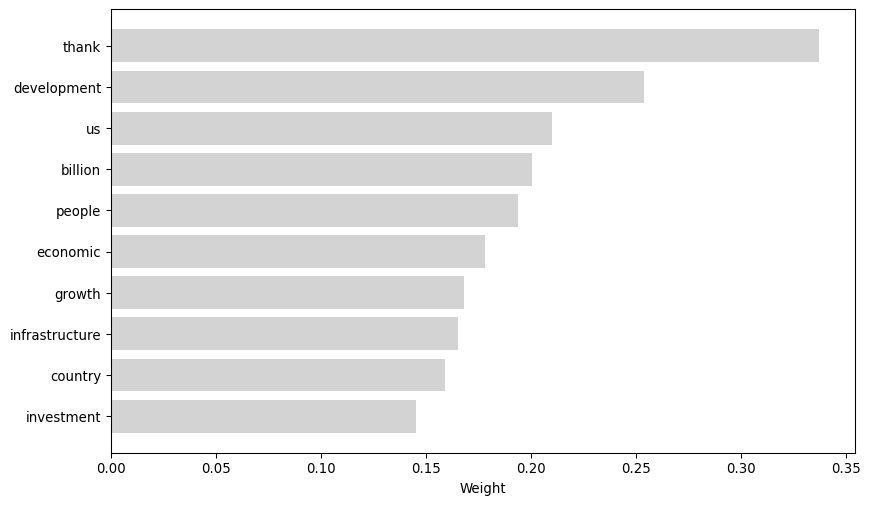 thank
development
us
billion
people
economic
growth
infrastructure
country
investment
0.00 0.05 0.10 0.15 0.20 0.25 0.30 0.35
Weight